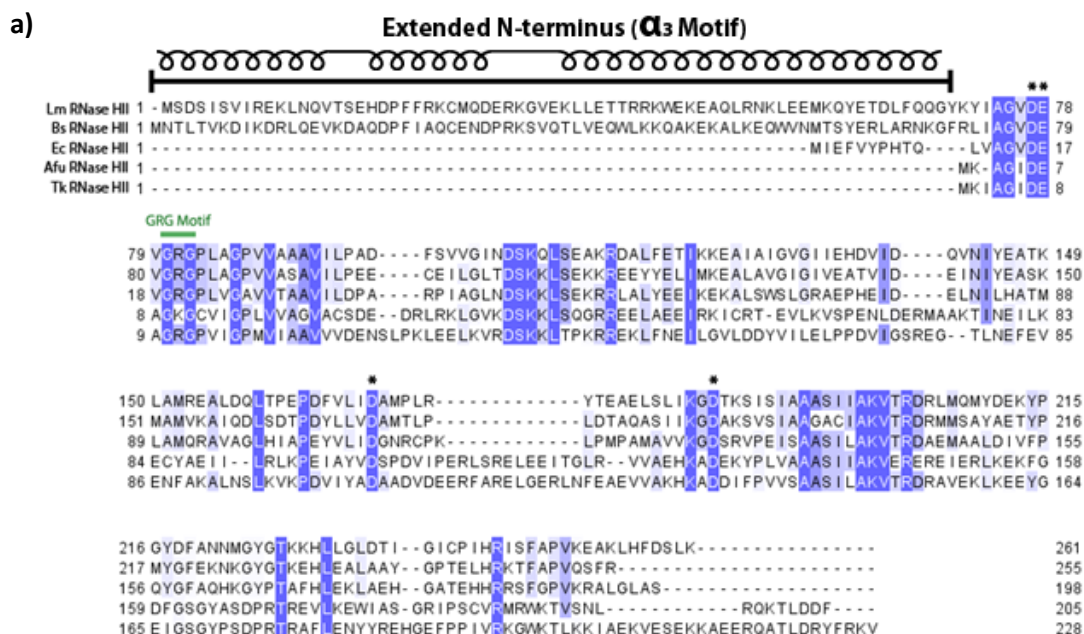 a)
Extended N-terminus (α3 Motif)
**
Lm RNase HII 1 -MSDSISVIREKLNQVTSEHDPFFRKCMQDERKGVEKLLETTRRKWEKEAQLRNKLEEMKQYETDLFQQGYKYIAGVDE 78
Bs RNase HII 1 MNTLTVKDIKDRLQEVKDAQDPFIAQCENDPRKSVQTLVEQWLKKQAKEKALKEQWVNMTSYERLARNKGFRLIAGVDE 79
Ec RNase HII 1 ----------------------------------------------------------MIEFVYPHTQ----LVAGVDE 17
Afu RNase HII 1 -----------------------------------------------------------------------MK-AGIDE 7
Tk RNase HII 1 -----------------------------------------------------------------------MKIAGIDE 8
GRG Motif
79 VGRGPLAGPVVAAAVILPAD----FSVVGINDSKQLSEAKRDALFETIKKEAIAIGVGIIEHDVID----QVNIYEATK 149
80 VGRGPLAGPVVASAVILPEE----CEILGLTDSKKLSEKKREEYYELIMKEALAVGIGIVEATVID----EINIYEASK 150
18 VGRGPLVGAVVTAAVILDPA----RPIAGLNDSKKLSEKRRLALYEEIKEKALSWSLGRAEPHEID----ELNILHATM 88
8 AGKGCVIGPLVVAGVACSDE--DRLRKLGVKDSKKLSQGRREELAEEIRKICRT-EVLKVSPENLDERMAAKTINEILK 83
9 AGRGPVIGPMVIAAVVVDENSLPKLEELKVRDSKKLTPKRREKLFNEILGVLDDYVILELPPDVIGSREG--TLNEFEV 85
* *
150 LAMREALDQLTPEPDFVLIDAMPLR-------------YTEAELSLIKGDTKSISIAAASIIAKVTRDRLMQMYDEKYP 215
151 MAMVKAIQDLSDTPDYLLVDAMTLP-------------LDTAQASIIKGDAKSVSIAAGACIAKVTRDRMMSAYAETYP 216
89 LAMQRAVAGLHIAPEYVLIDGNRCPK------------LPMPAMAVVKGDSRVPEISAASILAKVTRDAEMAALDIVFP 155
84 ECYAEII--LRLKPEIAYVDSPDVIPERLSRELEEITGLR--VVAEHKADEKYPLVAAASIIAKVEREREIERLKEKFG 158
86 ENFAKALNSLKVKPDVIYADAADVDEERFARELGERLNFEAEVVAKHKADDIFPVVSAASILAKVTRDRAVEKLKEEYG 164
216 GYDFANNMGYGTKKHLLGLDTI--GICPIHRISFAPVKEAKLHFDSLK---------------- 261
217 MYGFEKNKGYGTKEHLEALAAY--GPTELHRKTFAPVQSFR---------------------- 255
156 QYGFAQHKGYPTAFHLEKLAEH--GATEHHRRSFGPVKRALGLAS------------------- 198
159 DFGSGYASDPRTREVLKEWIAS-GRIPSCVRMRWKTVSNL------------RQKTLDDF---- 205
165 EIGSGYPSDPRTRAFLENYYREHGEFPPIVRKGWKTLKKIAEKVESEKKAEERQATLDRYFRKV 228